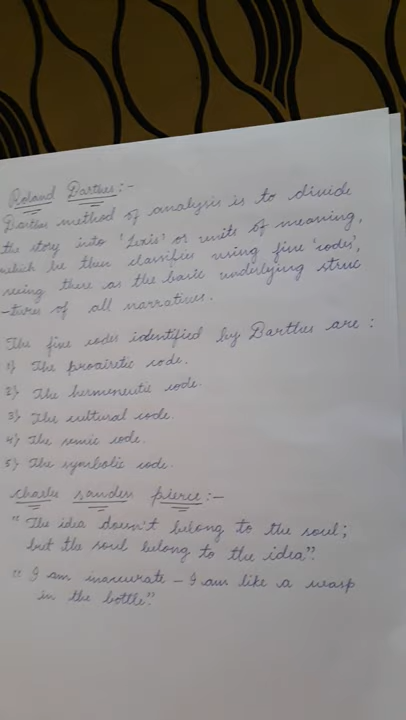 Roland Barthes:-
Barthes method of analysis is to divide
the story into 'Lexis' or units of meaning,
which he then classifies using five 'codes',
seeing there as the basic underlying struc
-tures of all narratives.
The five codes identified by Barthes are :
1) The proairetic code.
2) The hermeneutic code.
3) The cultural code.
4) The semic code.
5) The symbolic code.
Charles Sanders Pierce:-
"The idea doesn't belong to the soul;
but the soul belong to the idea".
"I am inaccurate - I am like a wasp
in the bottle".